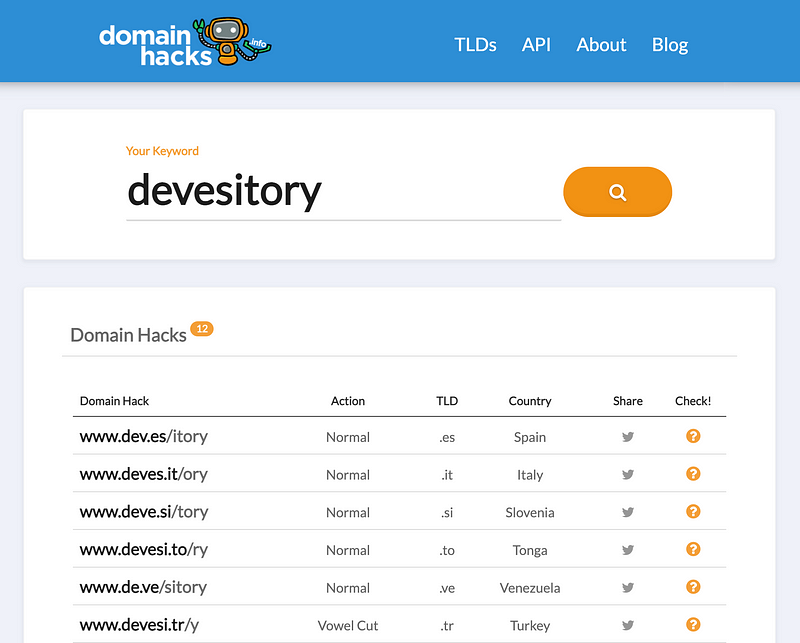 domain
hacks
info
TLDs API About Blog
Your Keyword
devesitory
Domain Hacks 12
Domain Hack Action TLD Country Share Check!
www.dev.es/itory Normal .es Spain ?
www.deves.it/ory Normal .it Italy ?
www.deve.si/tory Normal .si Slovenia ?
www.devesi.to/ry Normal .to Tonga ?
www.de.ve/sitory Normal .ve Venezuela ?
www.devesi.tr/y Vowel Cut .tr Turkey ?